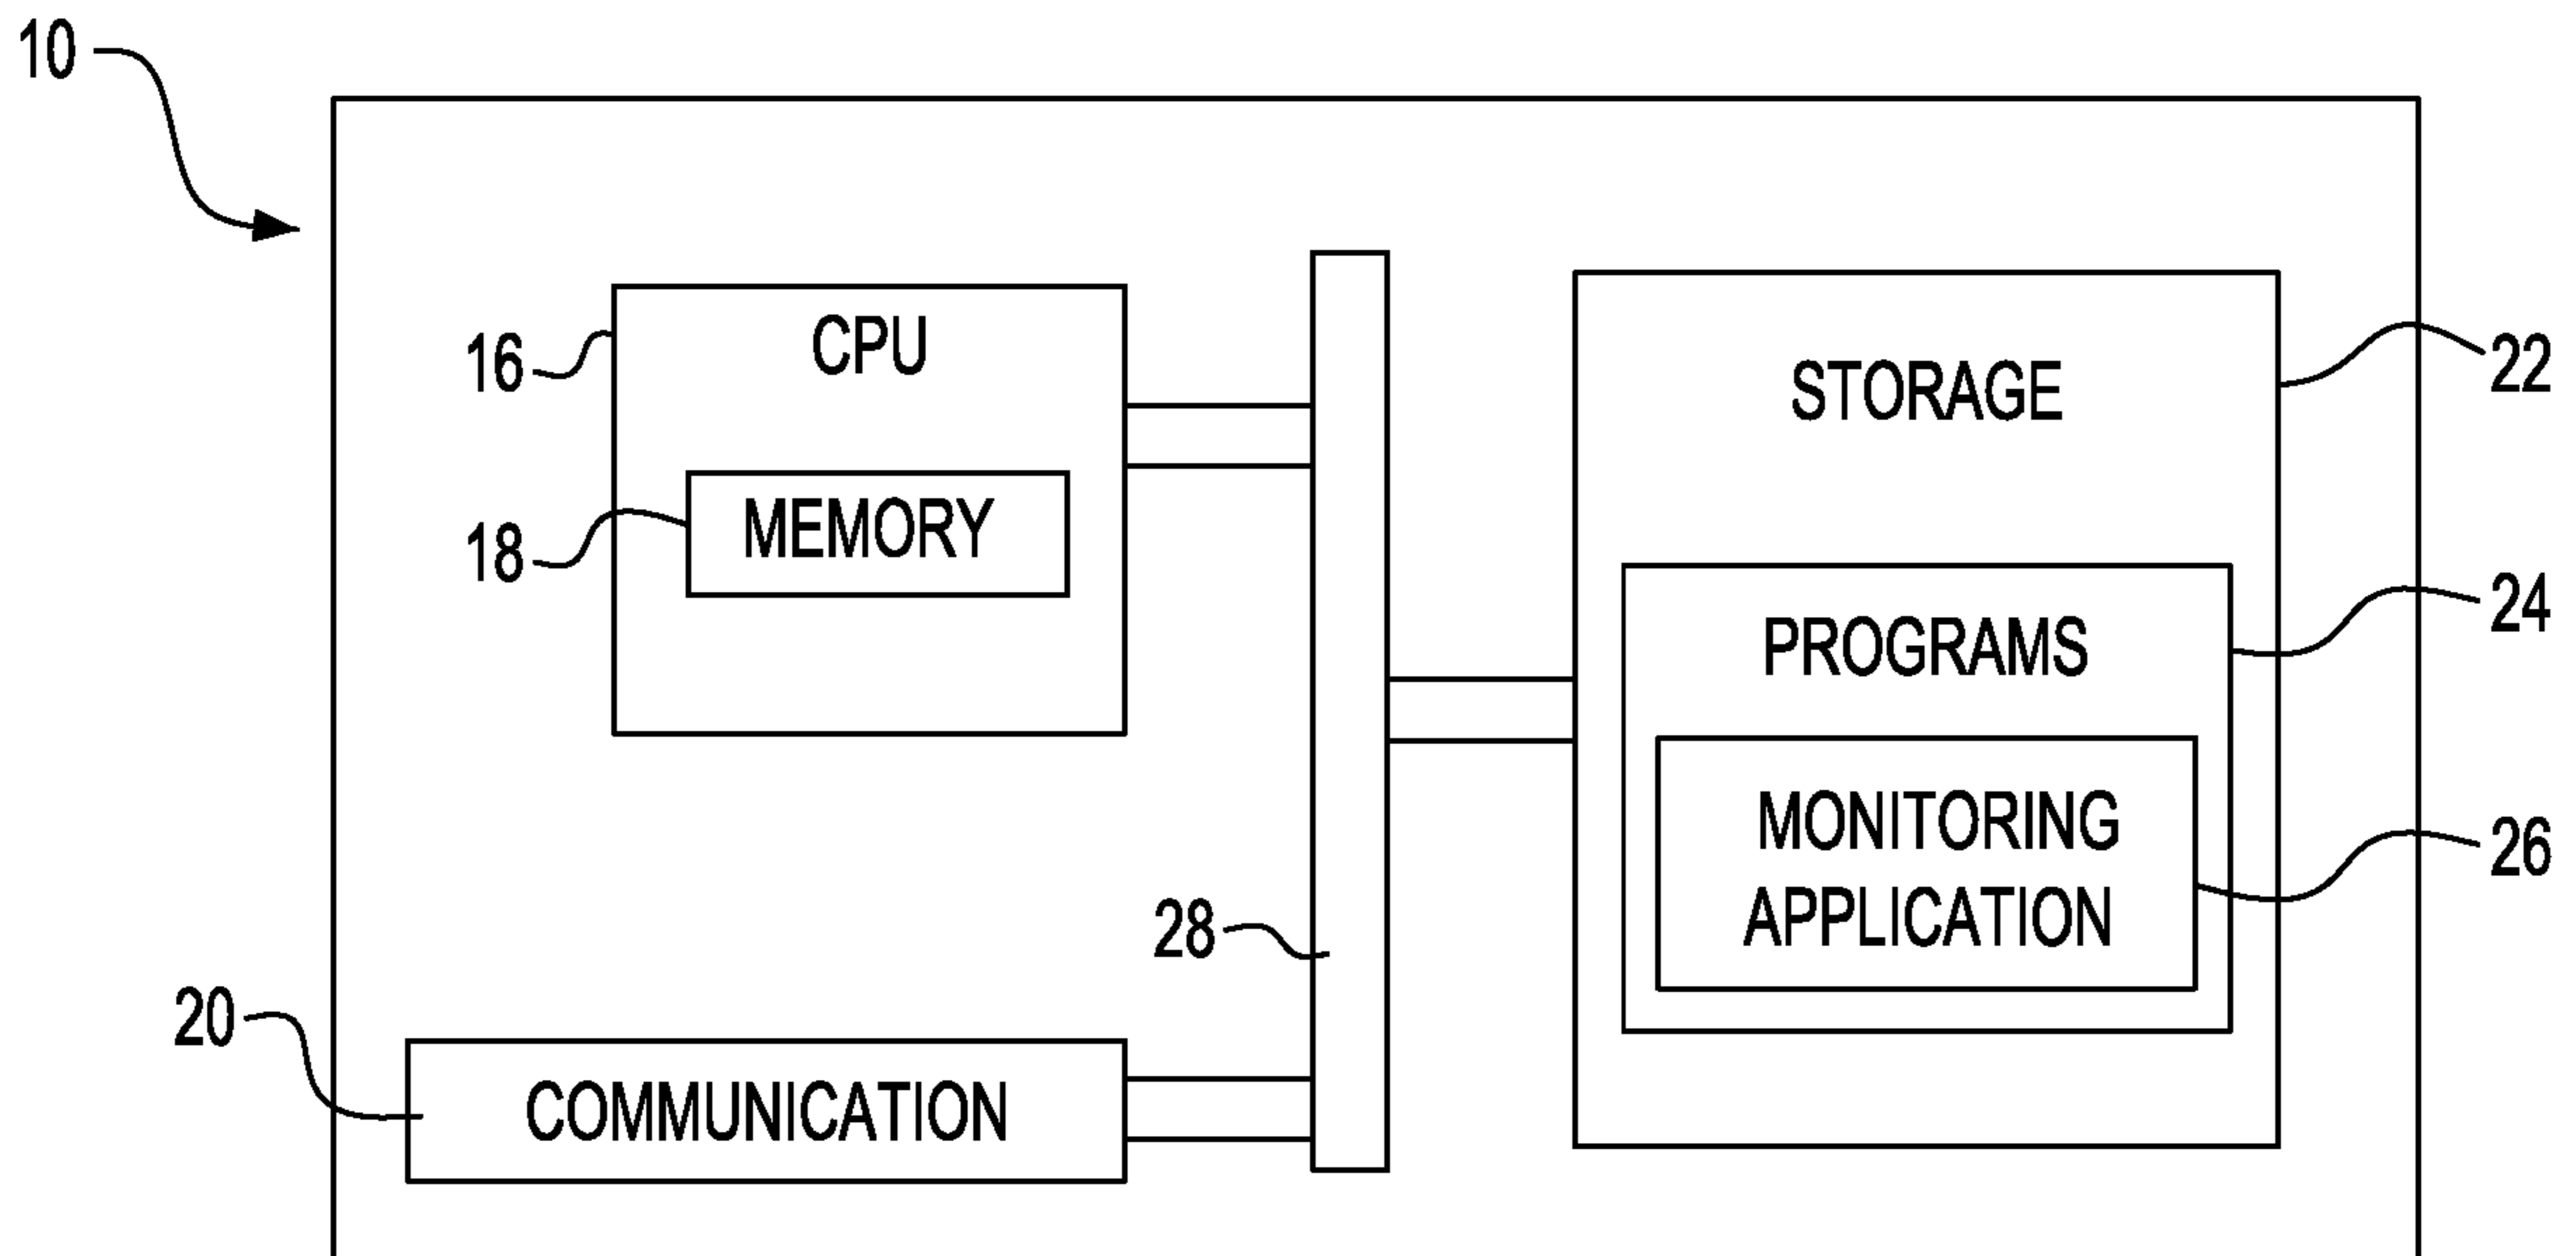 10
CPU
16
STORAGE
22
MEMORY
18
PROGRAMS
24
MONITORING
APPLICATION
26
28
20
COMMUNICATION